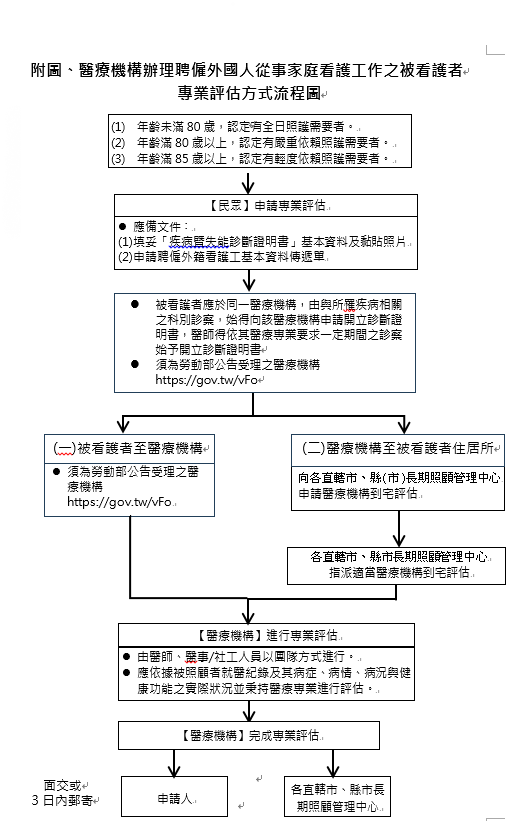 附圖、醫療機構辦理聘僱外國人從事家庭看護工作之被看護者
專業評估方式流程圖
(1) 年齡未滿 80 歲，認定有全日照護需要者。
(2) 年齡滿 80 歲以上，認定有嚴重依賴照護需要者。
(3) 年齡滿 85 歲以上，認定有輕度依賴照護需要者。
【民眾】申請專業評估
● 應備文件：
(1)填妥「疾病暨失能診斷證明書」基本資料及黏貼照片
(2)申請聘僱外籍看護工基本資料傳遞單
● 被看護者應於同一醫療機構，由與所罹疾病相關
之科別診察，始得向該醫療機構申請開立診斷證
明書，醫師得依其醫療專業要求一定期間之診察
始予開立診斷證明書
● 須為勞動部公告受理之醫療機構
https://gov.tw/vFo
(一)被看護者至醫療機構
● 須為勞動部公告受理之醫
療機構
https://gov.tw/vFo
(二)醫療機構至被看護者住居所
向各直轄市、縣(市)長期照顧管理中心
申請醫療機構到宅評估
各直轄市、縣市長期照顧管理中心
指派適當醫療機構到宅評估
【醫療機構】進行專業評估
● 由醫師、醫事/社工人員以團隊方式進行。
● 應依據被照顧者就醫紀錄及其病症、病情、病況與健
康功能之實際狀況並秉持醫療專業進行評估。
【醫療機構】完成專業評估
面交或
3 日內郵寄
申請人
各直轄市、縣市長
期照顧管理中心